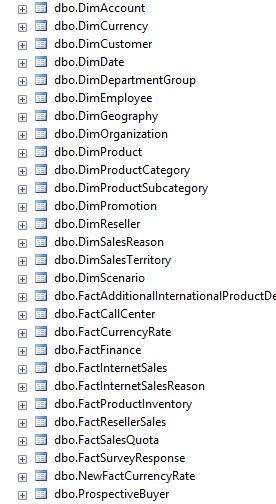 dbo.DimAccount
dbo.DimCurrency
dbo.DimCustomer
dbo.DimDate
dbo.DimDepartmentGroup
dbo.DimEmployee
dbo.DimGeography
dbo.DimOrganization
dbo.DimProduct
dbo.DimProductCategory
dbo.DimProductSubcategory
dbo.DimPromotion
dbo.DimReseller
dbo.DimSalesReason
dbo.DimSalesTerritory
dbo.DimScenario
dbo.FactAdditionalInternationalProductDe
dbo.FactCallCenter
dbo.FactCurrencyRate
dbo.FactFinance
dbo.FactInternetSales
dbo.FactInternetSalesReason
dbo.FactProductInventory
dbo.FactResellerSales
dbo.FactSalesQuota
dbo.FactSurveyResponse
dbo.NewFactCurrencyRate
dbo.ProspectiveBuyer